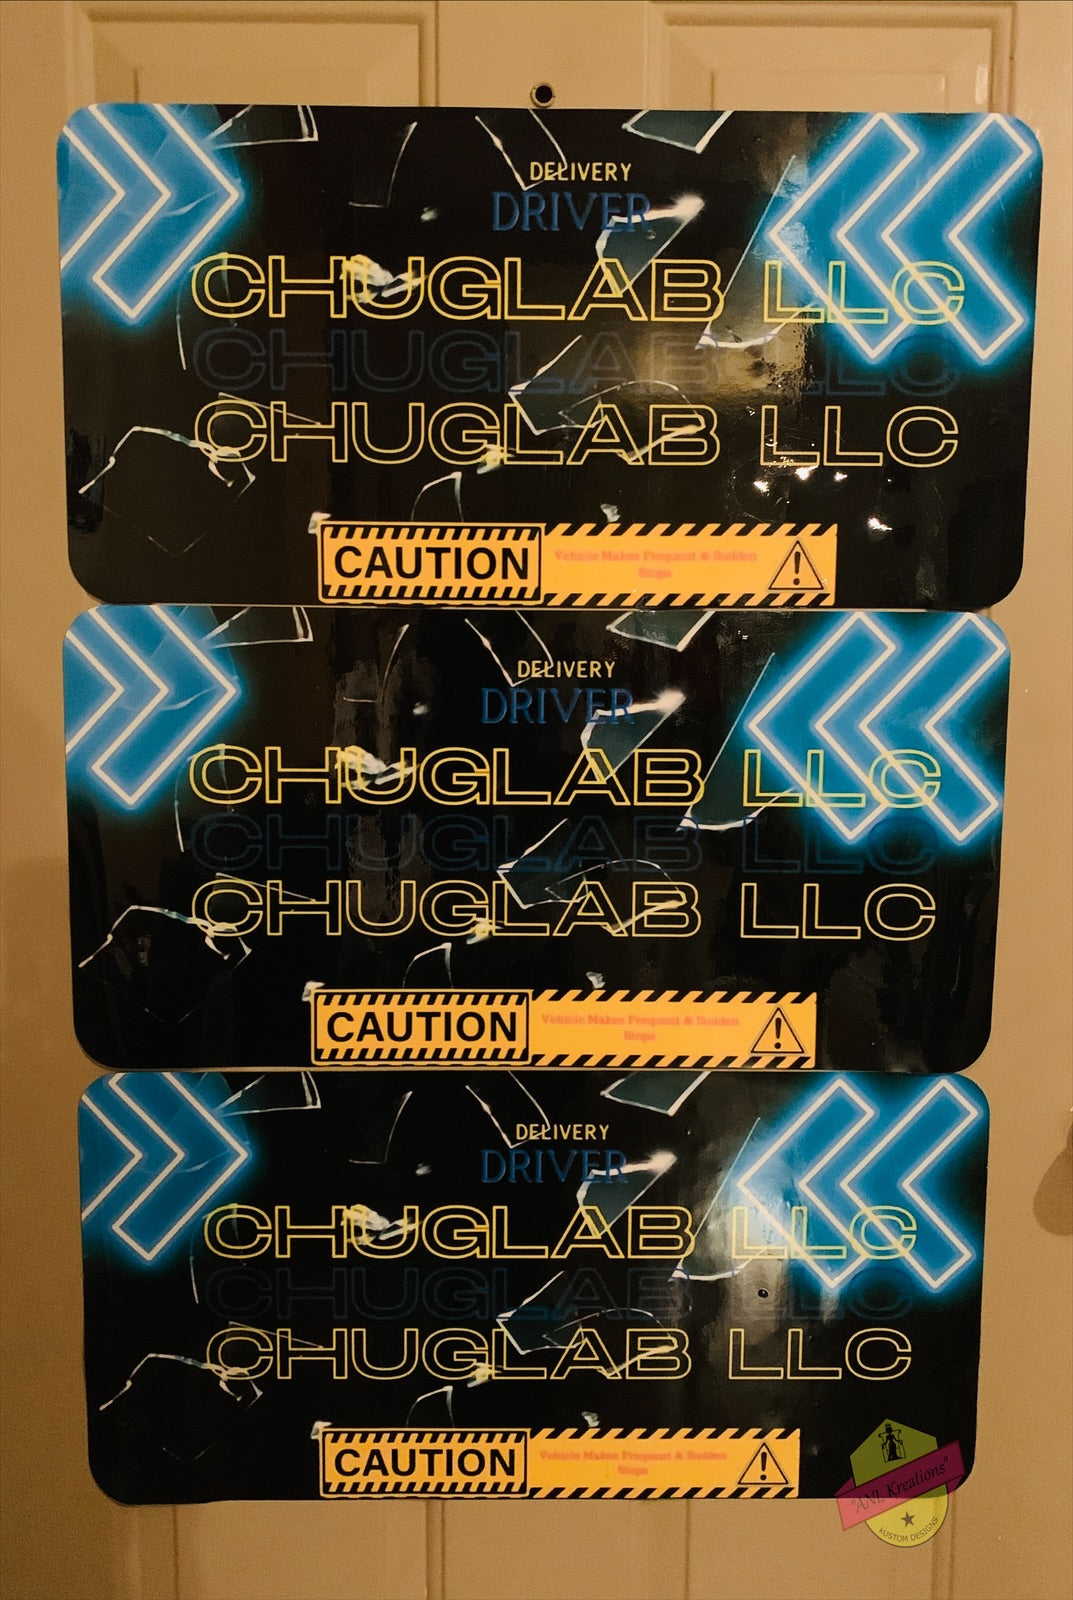 DELIVERY
DRIVER
CHUGLAB LLC
CHUGLAB LLC
CHUGLAB LLC
CAUTION
Vehicle Makes Frequent & Sudden
Stops
DELIVERY
DRIVER
CHUGLAB LLC
CHUGLAB LLC
CHUGLAB LLC
CAUTION
Vehicle Makes Frequent & Sudden
Stops
DELIVERY
DRIVER
CHUGLAB LLC
CHUGLAB LLC
CHUGLAB LLC
CAUTION
Vehicle Makes Frequent & Sudden
Stops
"ANL Kreations"
KUSTOM DESIGNS